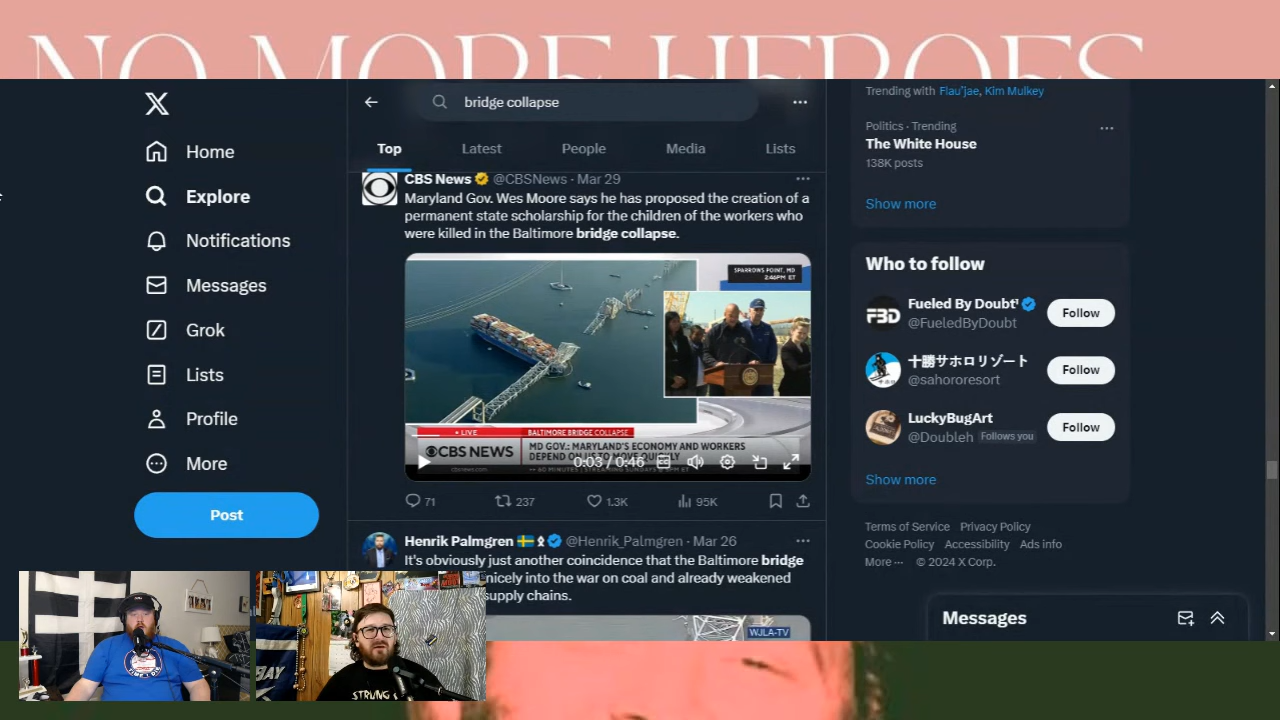 NO MORE HEROES
X
Home
Explore
Notifications
Messages
Grok
Lists
Profile
More
Post
bridge collapse
Top
Latest
People
Media
Lists
CBS News @CBSNews · Mar 29
Maryland Gov. Wes Moore says he has proposed the creation of a
permanent state scholarship for the children of the workers who
were killed in the Baltimore bridge collapse.
SPARROWS POINT, MD
2:46PM ET
LIVE
BALTIMORE BRIDGE COLLAPSE
CBS NEWS
MD GOV.: MARYLAND'S ECONOMY AND WORKERS
DEPEND ON US TO MOVE QUICKLY
0:03 / 0:46
71
237
1.3K
95K
Henrik Palmgren @Henrik_Palmgren · Mar 26
It's obviously just another coincidence that the Baltimore bridge
nicely into the war on coal and already weakened
supply chains.
WJLA-TV
Trending with Flau'jae, Kim Mulkey
Politics · Trending
The White House
138K posts
Show more
Who to follow
Fueled By Doubt
@FueledByDoubt
Follow
FBD
十勝サホロリゾート
@sahororesort
Follow
LuckyBugArt
@Doubleh Follows you
Follow
Show more
Terms of Service Privacy Policy
Cookie Policy Accessibility Ads info
More ··· © 2024 X Corp.
Messages